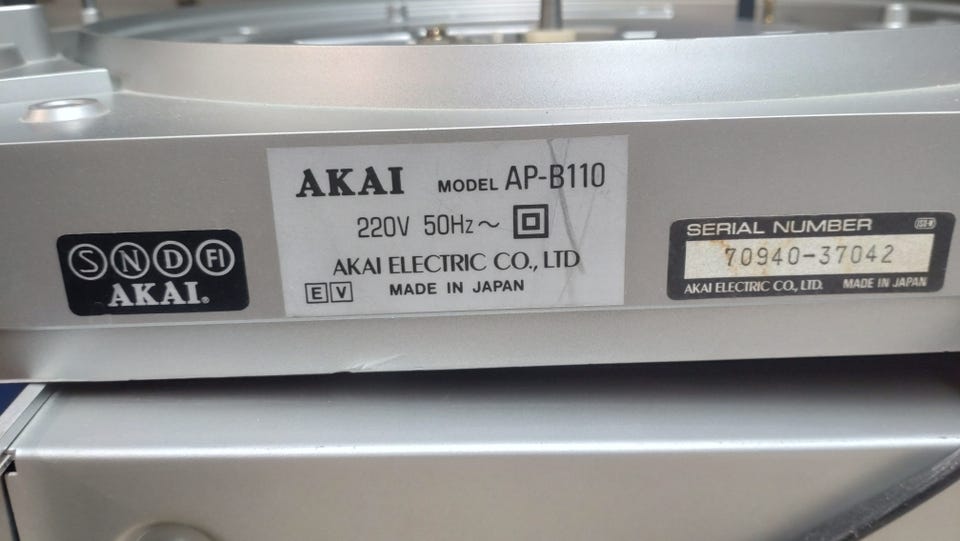 S N D FI
AKAI®
AKAI MODEL AP-B110
220V 50Hz ~
AKAI ELECTRIC CO., LTD
E V MADE IN JAPAN
SERIAL NUMBER
70940-37042
AKAI ELECTRIC CO., LTD. MADE IN JAPAN